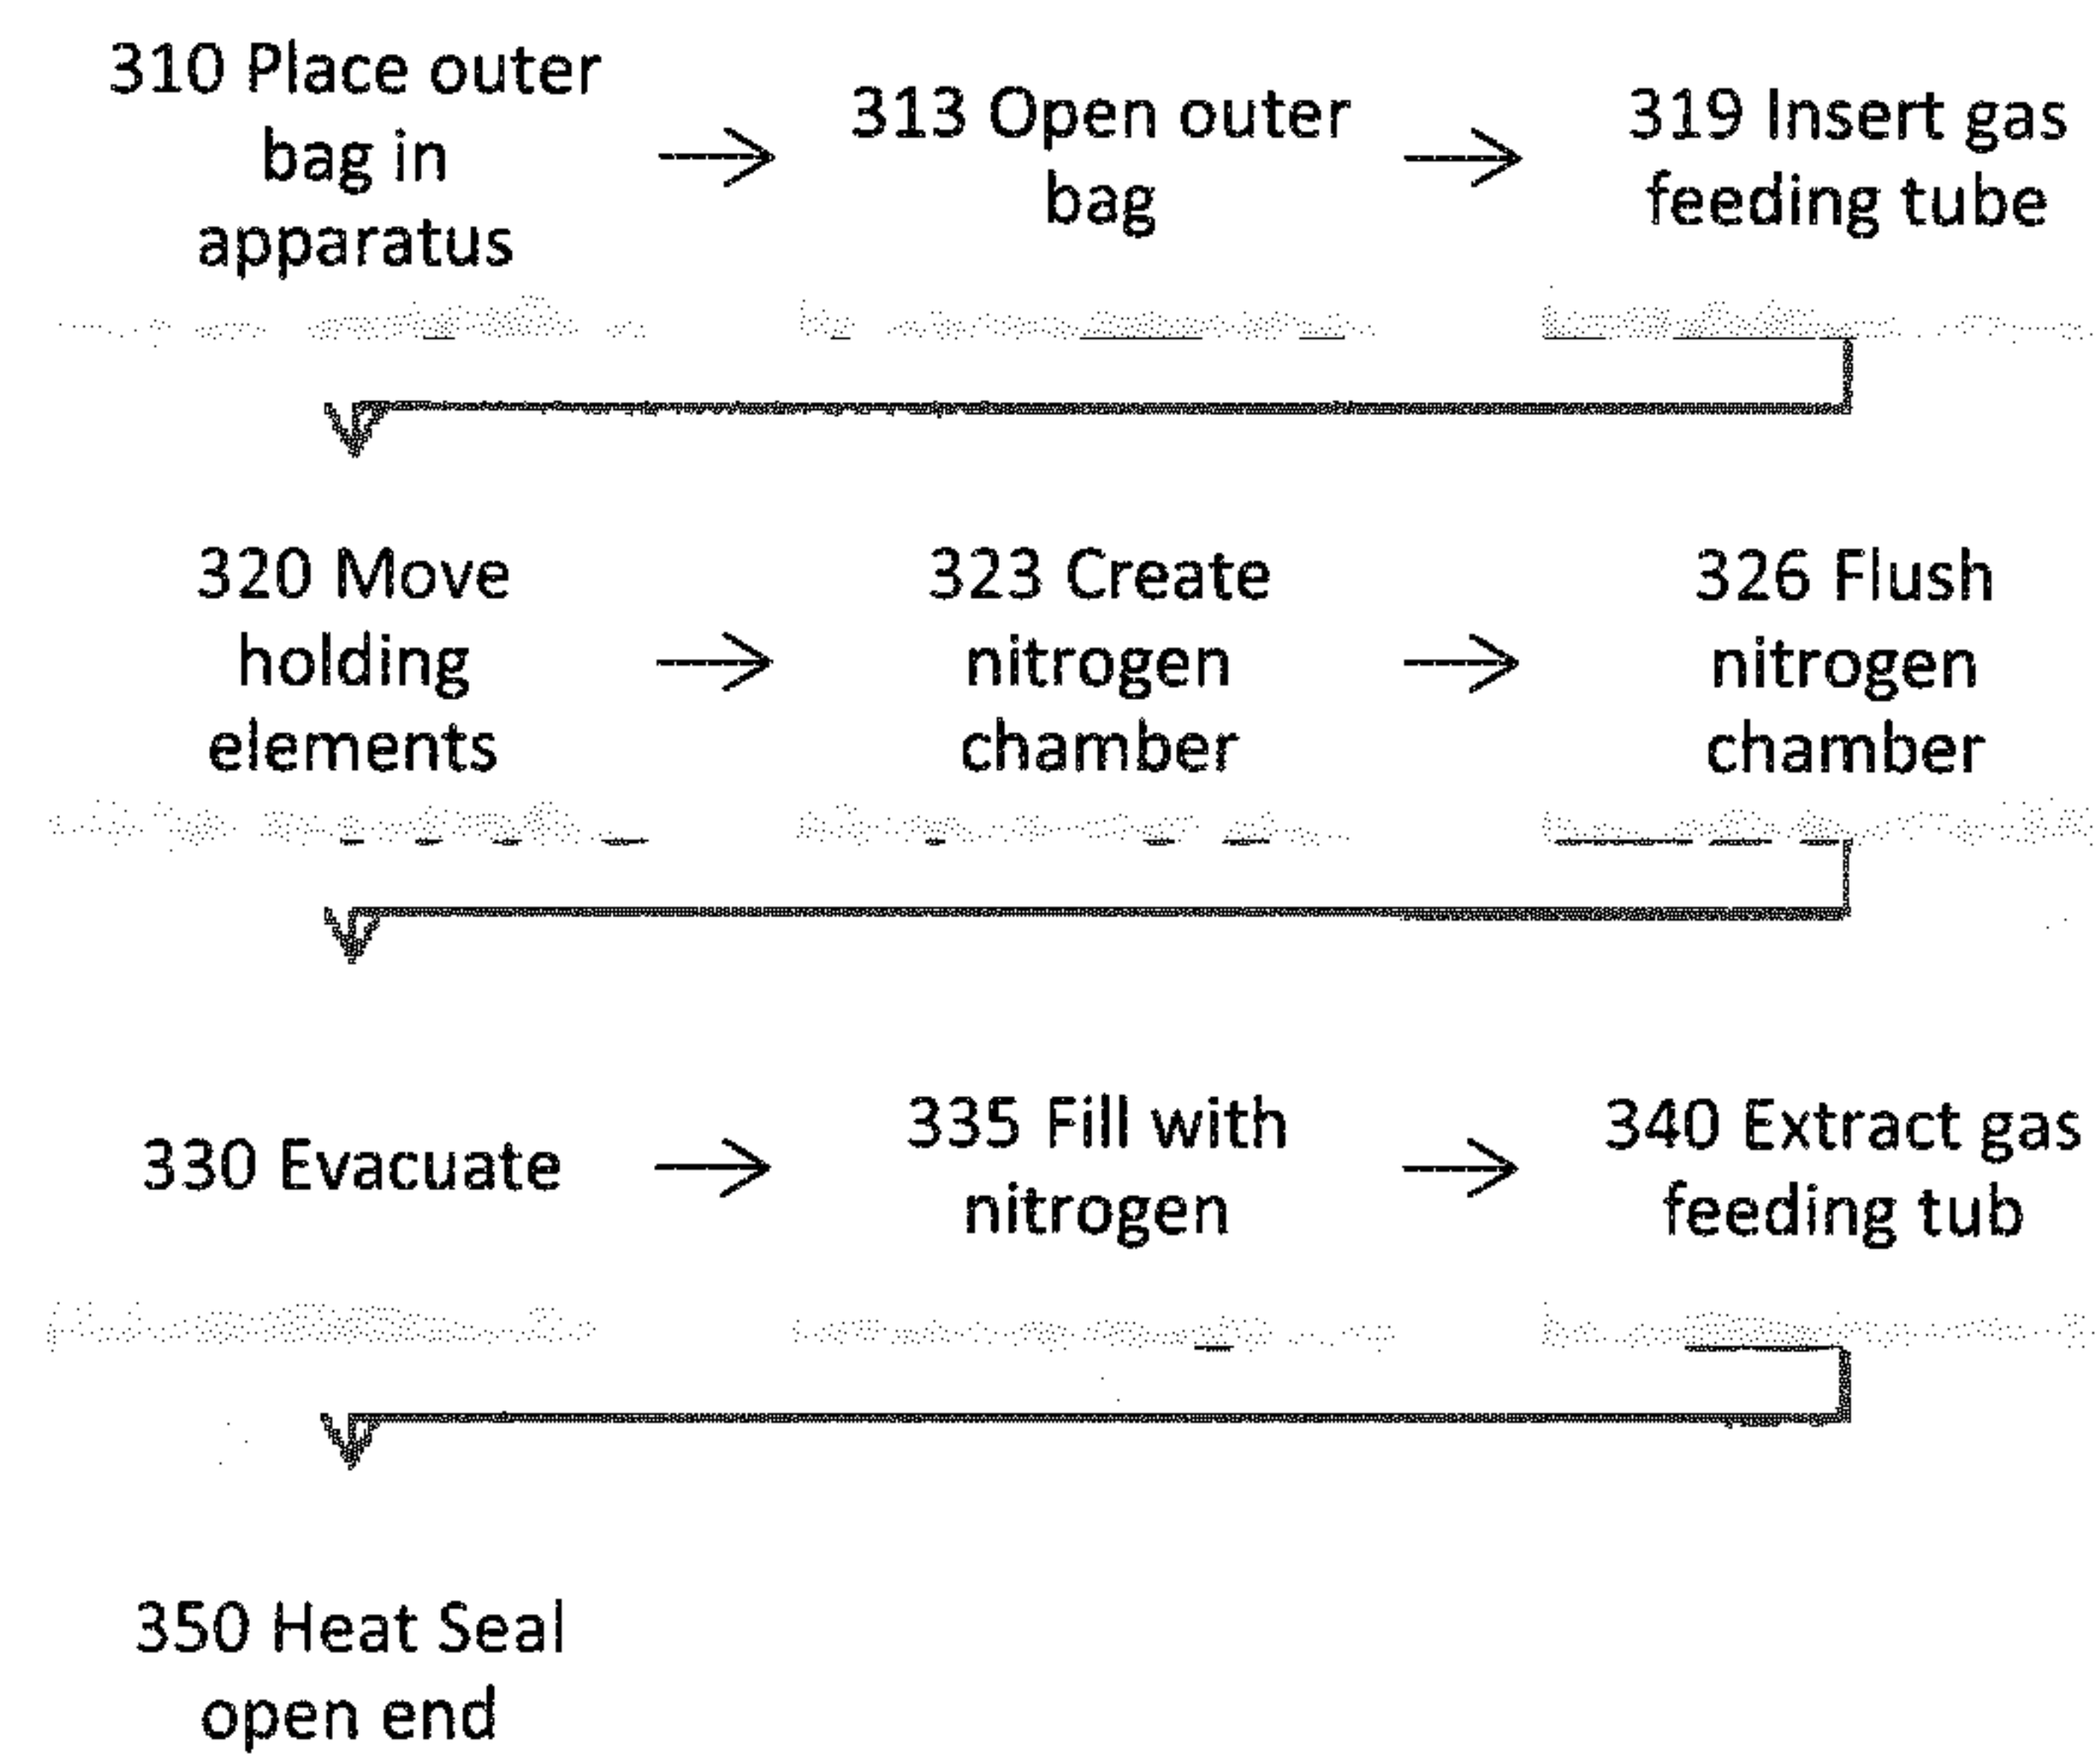 310 Place outer
bag in
apparatus
313 Open outer
bag
319 Insert gas
feeding tube
320 Move
holding
elements
323 Create
nitrogen
chamber
326 Flush
nitrogen
chamber
330 Evacuate
335 Fill with
nitrogen
340 Extract gas
feeding tub
350 Heat Seal
open end